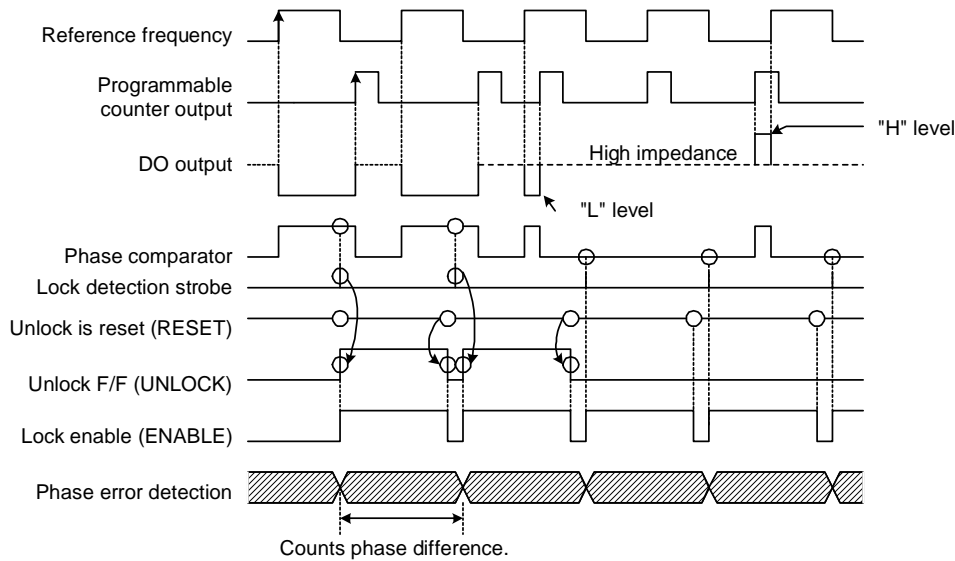 Reference frequency
Programmable
counter output
"H" level
High impedance
DO output
"L" level
Phase comparator
Lock detection strobe
Unlock is reset (RESET)
Unlock F/F (UNLOCK)
Lock enable (ENABLE)
Phase error detection
Counts phase difference.